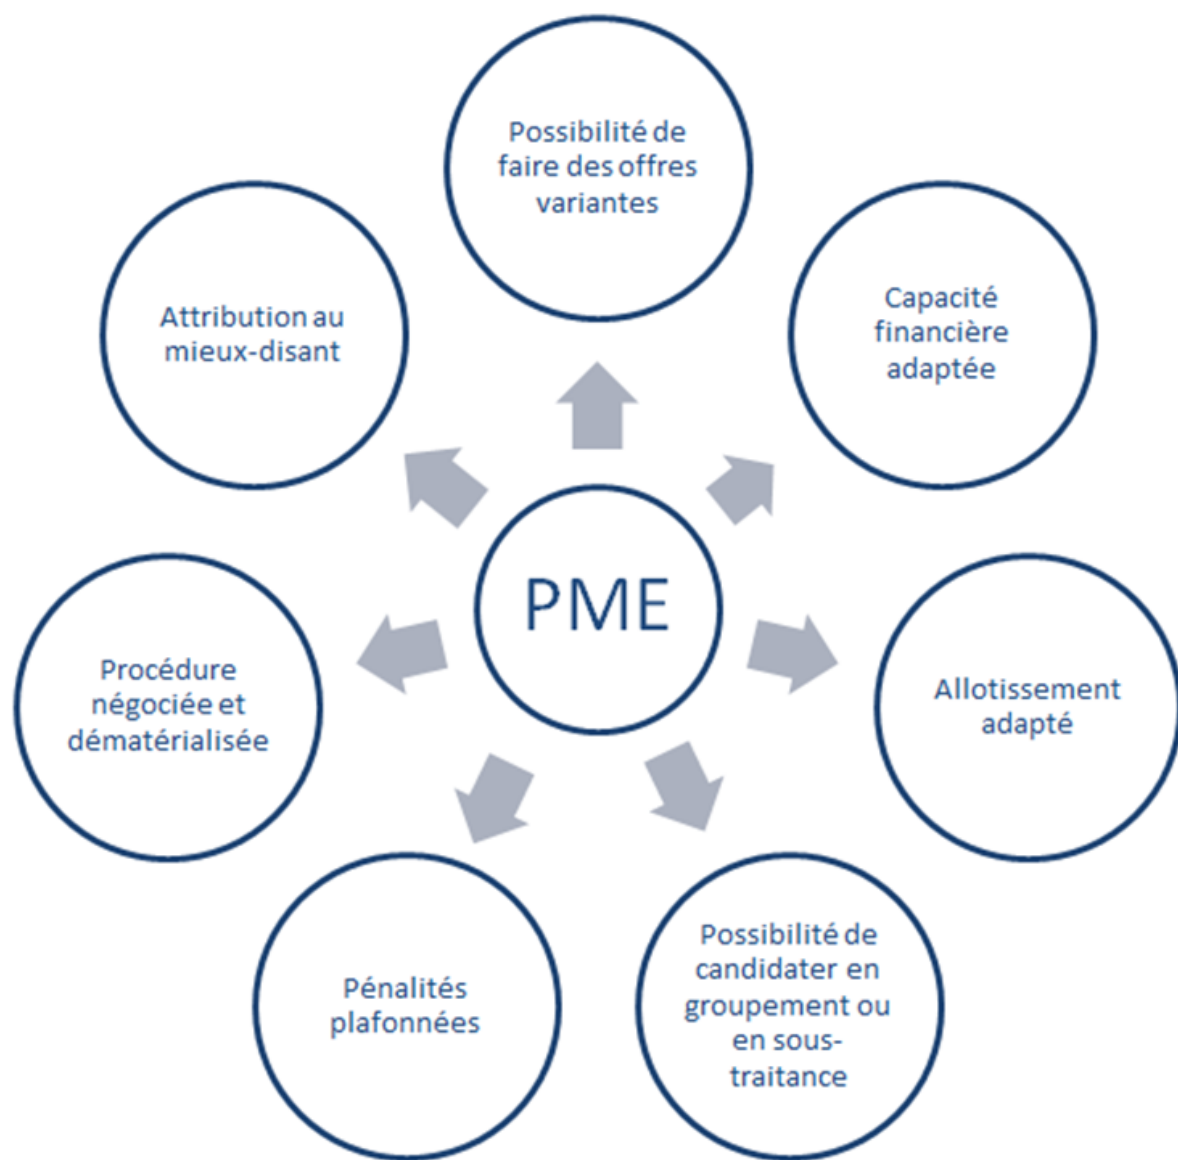 Possibilité de
faire des offres
variantes
Capacité
financière
adaptée
Allotissement
adapté
Possibilité de
candidater en
groupement ou
en sous-
traitance
Pénalités
plafonnées
Procédure
négociée et
dématérialisée
Attribution au
mieux-disant
PME